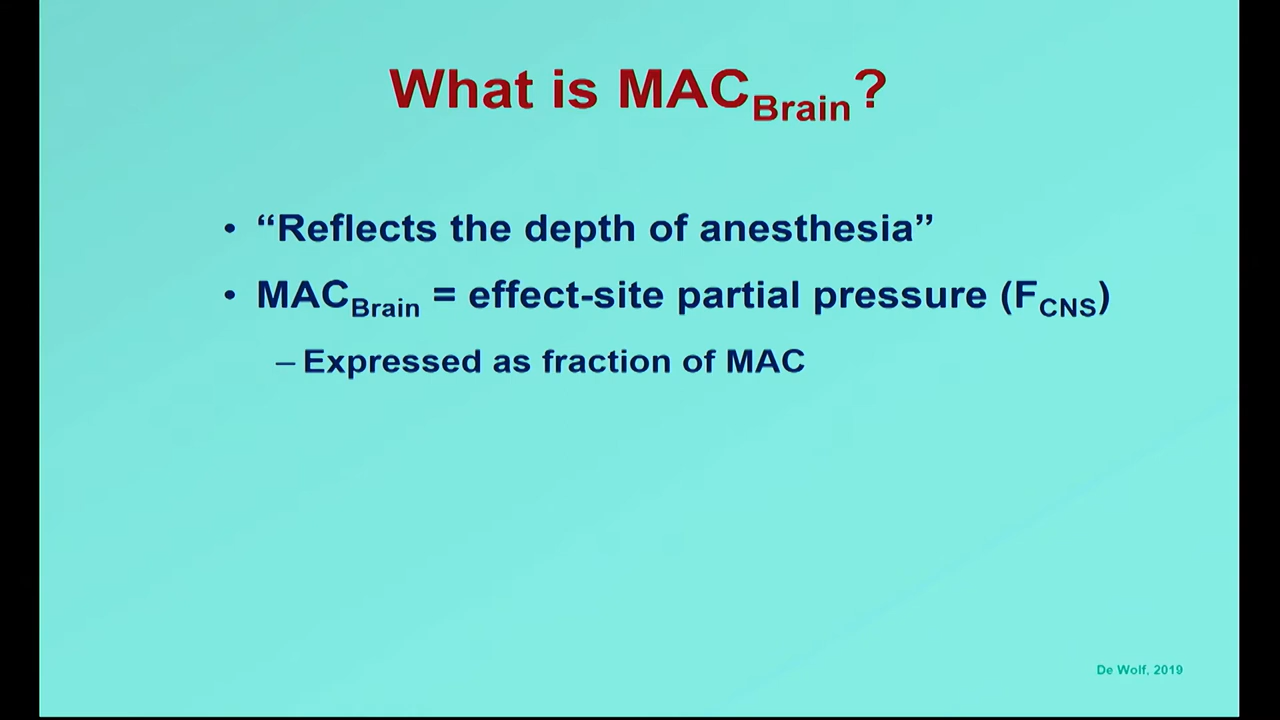 What is MACBrain?
• “Reflects the depth of anesthesia”
• MACBrain = effect-site partial pressure (FCNS)
– Expressed as fraction of MAC
De Wolf, 2019